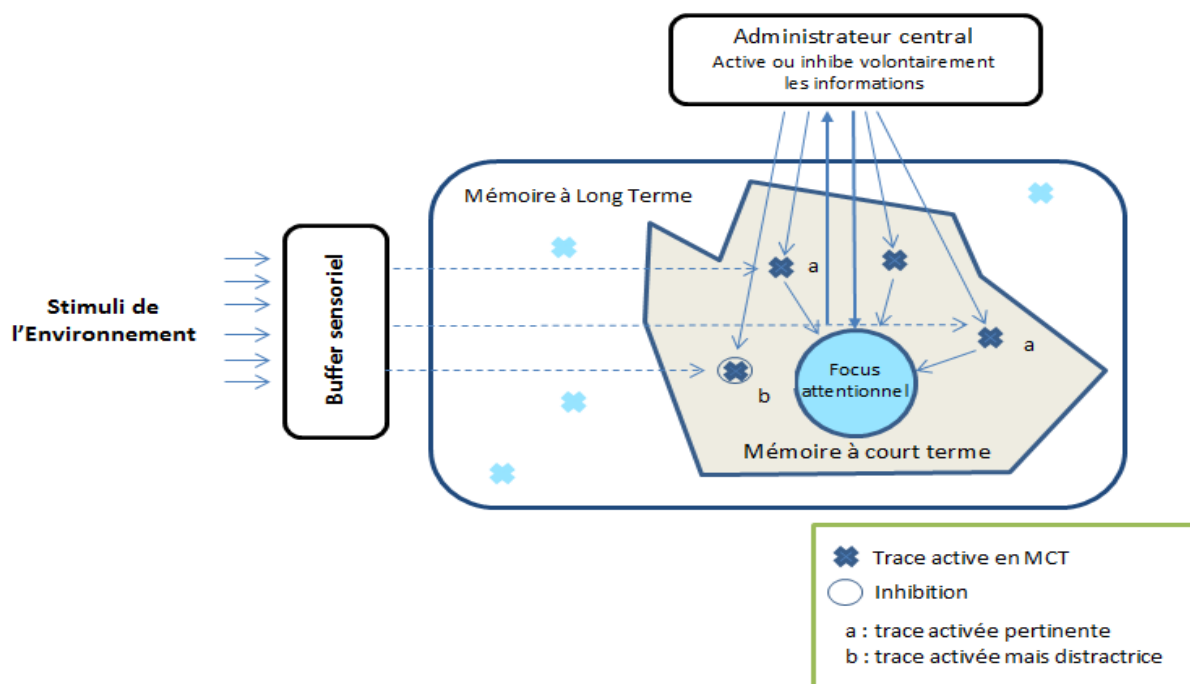 Administrateur central
Active ou inhibe volontairement
les informations
Mémoire à Long Terme
Stimuli de
l'Environnement
Buffer sensoriel
a
a
b
Focus
attentionnel
Mémoire à court terme
Trace active en MCT
Inhibition
a : trace activée pertinente
b : trace activée mais distractrice